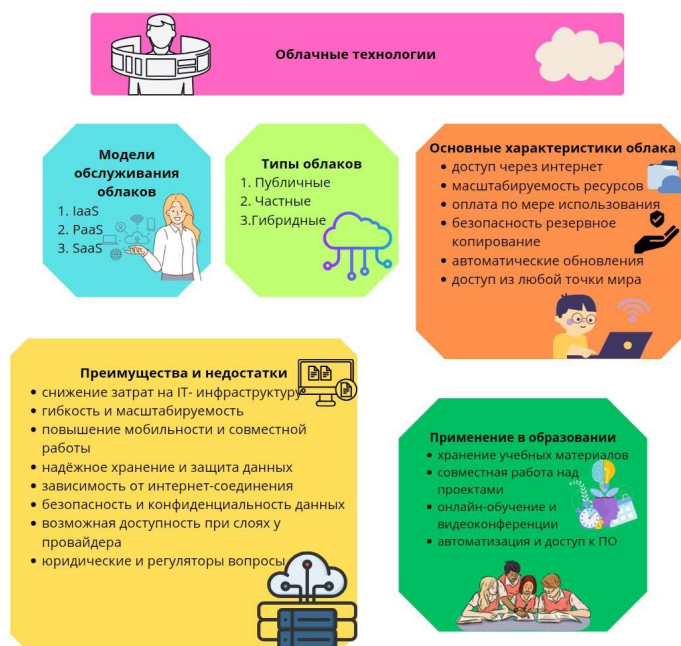 Облачные технологии
Модели
обслуживания
облаков
1. IaaS
2. PaaS
3. SaaS
Типы облаков
1. Публичные
2. Частные
3.Гибридные
Основные характеристики облака
• доступ через интернет
• масштабируемость ресурсов
• оплата по мере использования
• безопасность резервное
копирование
• автоматические обновления
• доступ из любой точки мира
Преимущества и недостатки
• снижение затрат на IT- инфраструктуру
• гибкость и масштабируемость
• повышение мобильности и совместной
работы
• надёжное хранение и защита данных
• зависимость от интернет-соединения
• безопасность и конфиденциальность данных
• возможная доступность при слоях у
провайдера
• юридические и регуляторы вопросы
Применение в образовании
• хранение учебных материалов
• совместная работа над
проектами
• онлайн-обучение и
видеоконференции
• автоматизация и доступ к ПО